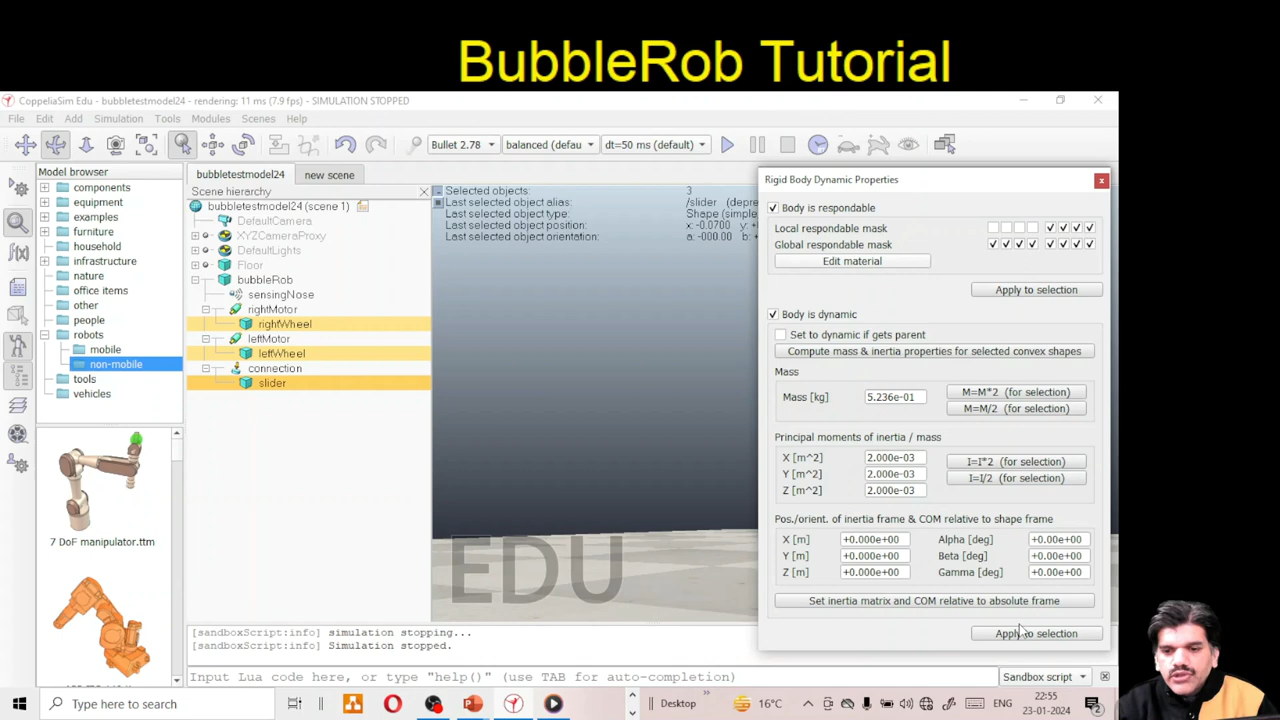 BubbleRob Tutorial
CoppeliaSim Edu - bubbletestmodel24 - rendering: 11 ms (7.9 fps) - SIMULATION STOPPED
File Edit Add Simulation Tools Modules Scenes Help
Bullet 2.78 balanced (defau dt=50 ms (default)
Model browser
components
equipment
examples
furniture
household
infrastructure
nature
office items
other
people
robots
mobile
non-mobile
tools
vehicles
7 DoF manipulator.ttm
bubbletestmodel24 new scene
Scene hierarchy
bubbletestmodel24 (scene 1)
DefaultCamera
XYZCameraProxy
DefaultLights
Floor
bubbleRob
sensingNose
rightMotor
rightWheel
leftMotor
leftWheel
connection
slider
Selected objects: 3
Last selected object alias: /slider (depre
Last selected object type: Shape (simple
Last selected object position: x: -0.0700 y: +
Last selected object orientation: a: -000.00 b: +
EDU
Rigid Body Dynamic Properties
Body is respondable
Local respondable mask
Global respondable mask
Edit material
Apply to selection
Body is dynamic
Set to dynamic if gets parent
Compute mass & inertia properties for selected convex shapes
Mass
Mass [kg] 5.236e-01 M=M*2 (for selection)
M=M/2 (for selection)
Principal moments of inertia / mass
X [m^2] 2.000e-03 I=I*2 (for selection)
Y [m^2] 2.000e-03 I=I/2 (for selection)
Z [m^2] 2.000e-03
Pos./orient. of inertia frame & COM relative to shape frame
X [m] +0.000e+00 Alpha [deg] +0.00e+00
Y [m] +0.000e+00 Beta [deg] +0.00e+00
Z [m] +0.000e+00 Gamma [deg] +0.00e+00
Set inertia matrix and COM relative to absolute frame
Apply to selection
[sandboxScript:info] simulation stopping...
[sandboxScript:info] Simulation stopped.
Input Lua code here, or type "help()" (use TAB for auto-completion)
Sandbox script
Type here to search
Desktop
16°C
ENG
22:55
23-01-2024
2